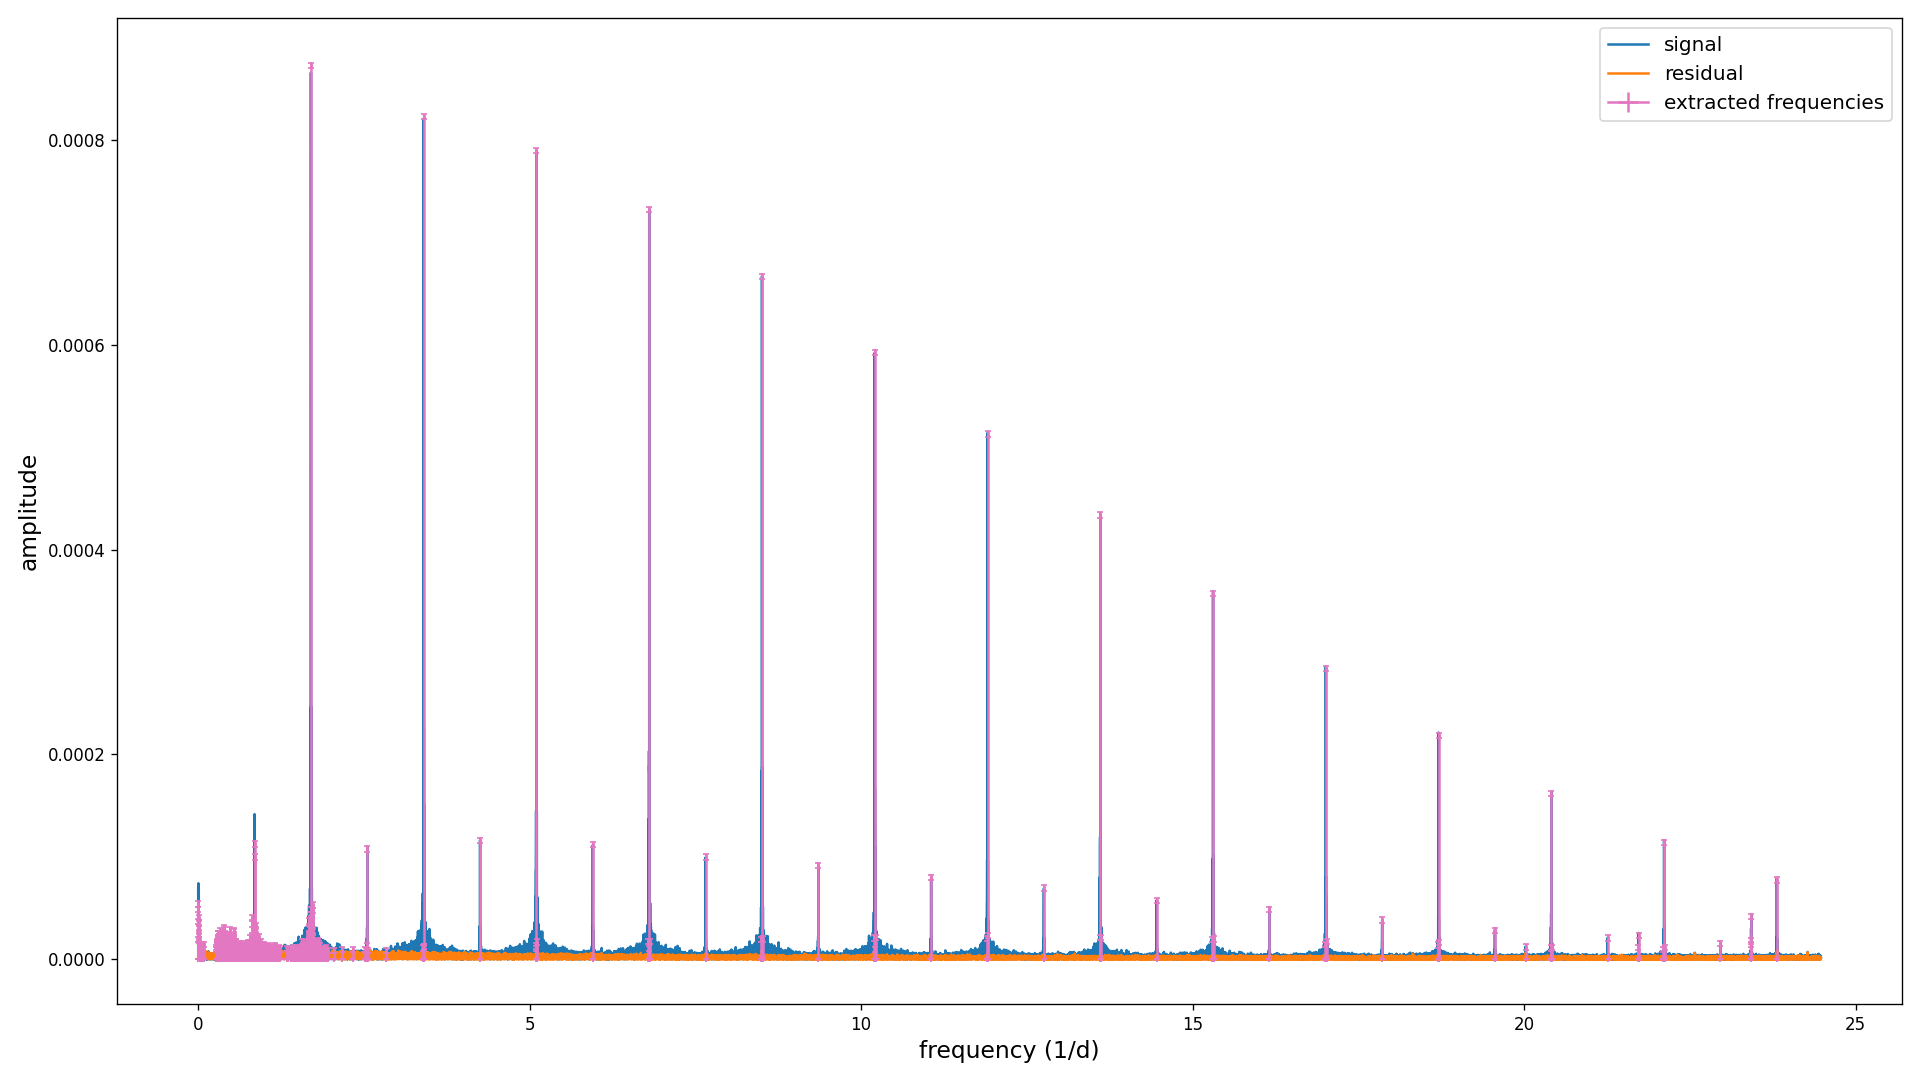 signal
residual
extracted frequencies
amplitude
0.0008
0.0006
0.0004
0.0002
0.0000
0
5
10
15
20
25
frequency (1/d)